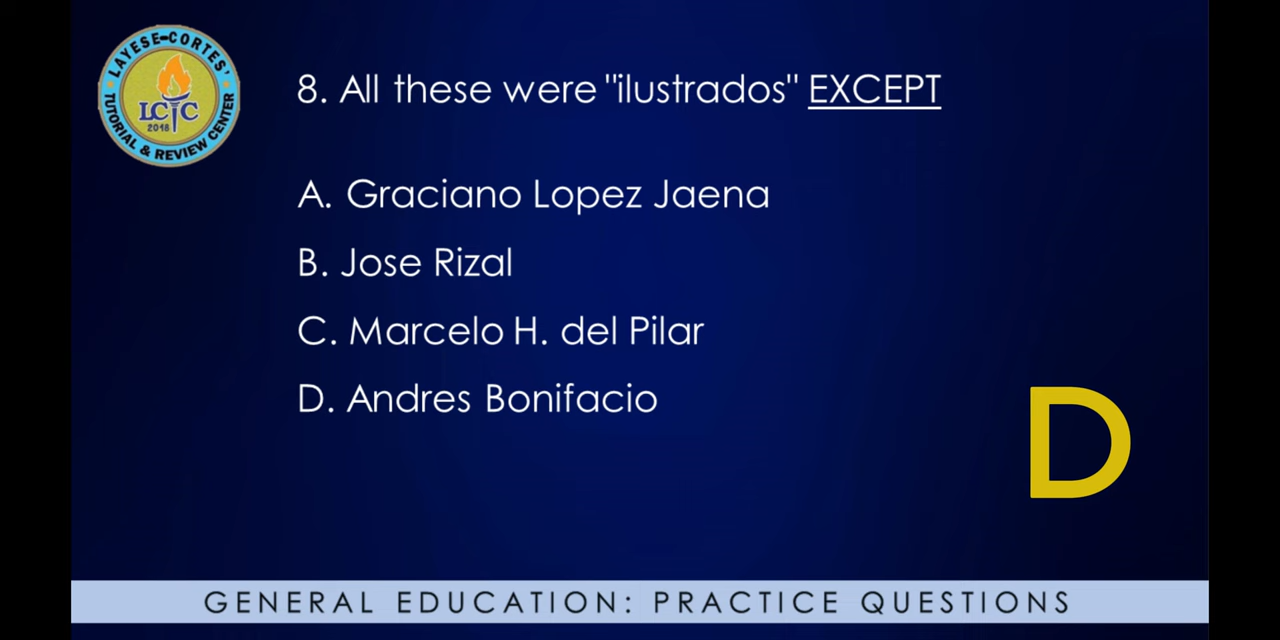 LAYESE-CORTES'
LCTC
2018
TUTORIAL & REVIEW CENTER
8. All these were "ilustrados" EXCEPT
A. Graciano Lopez Jaena
B. Jose Rizal
C. Marcelo H. del Pilar
D. Andres Bonifacio
D
GENERAL EDUCATION: PRACTICE QUESTIONS